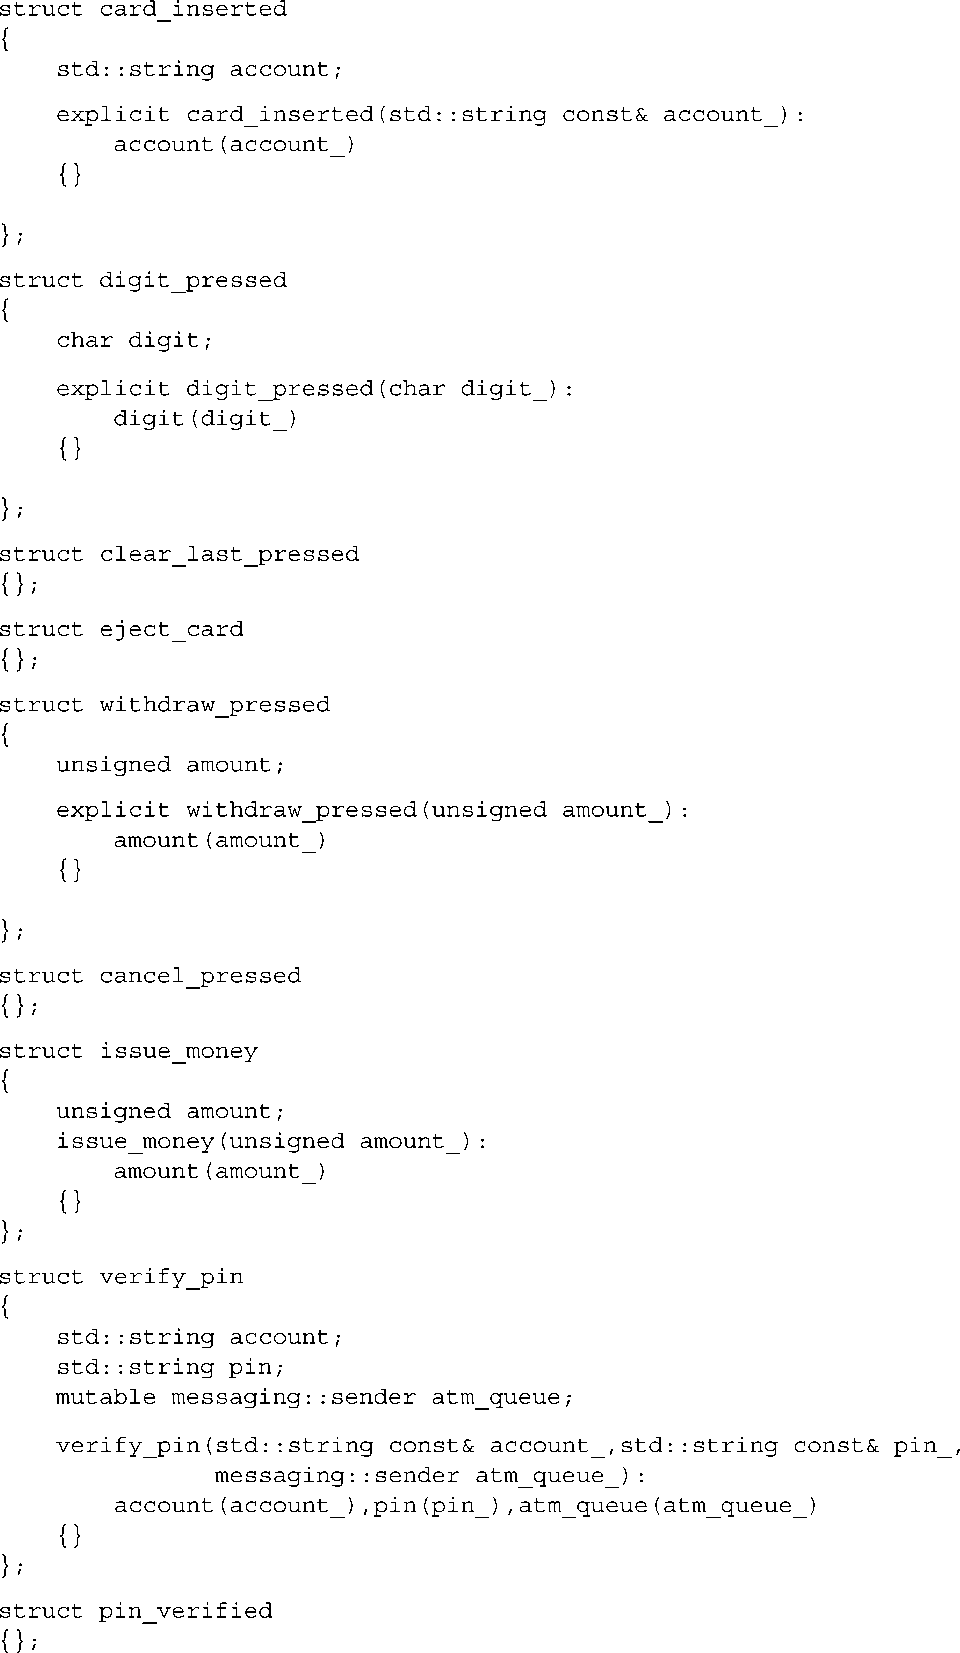 struct card_inserted
{
    std::string account;
    explicit card_inserted(std::string const& account_):
        account(account_)
    {}
};
struct digit_pressed
{
    char digit;
    explicit digit_pressed(char digit_):
        digit(digit_)
    {}
};
struct clear_last_pressed
{};
struct eject_card
{};
struct withdraw_pressed
{
    unsigned amount;
    explicit withdraw_pressed(unsigned amount_):
        amount(amount_)
    {}
};
struct cancel_pressed
{};
struct issue_money
{
    unsigned amount;
    issue_money(unsigned amount_):
        amount(amount_)
    {}
};
struct verify_pin
{
    std::string account;
    std::string pin;
    mutable messaging::sender atm_queue;
    verify_pin(std::string const& account_,std::string const& pin_,
               messaging::sender atm_queue_):
        account(account_),pin(pin_),atm_queue(atm_queue_)
    {}
};
struct pin_verified
{};